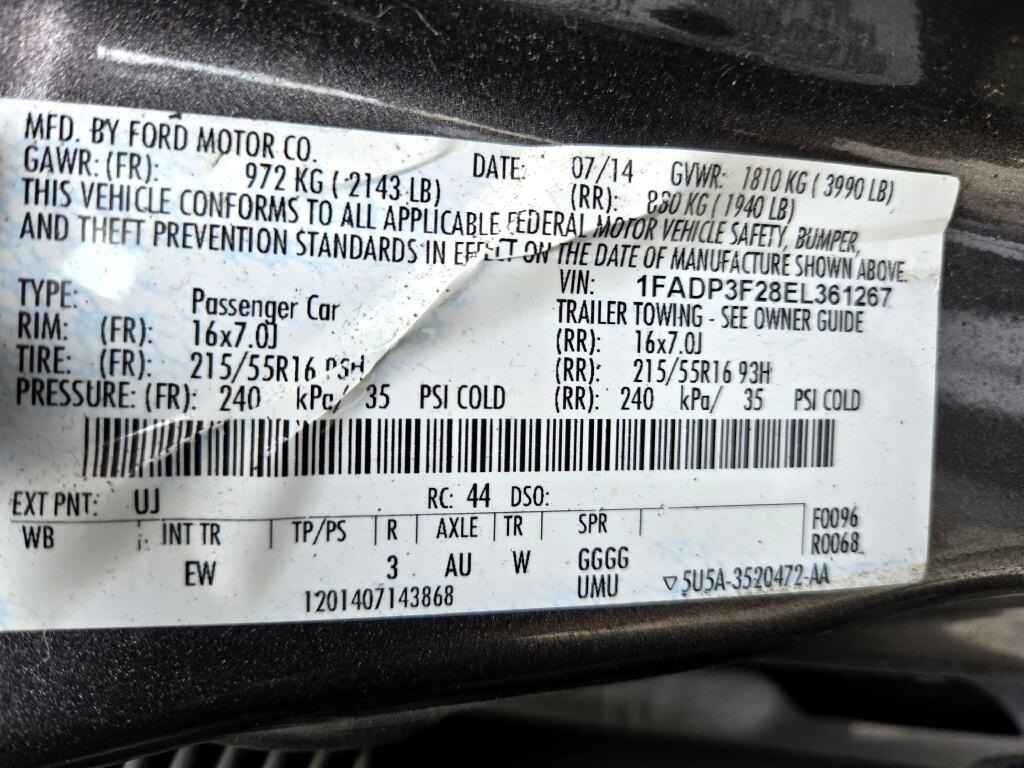 MFD. BY FORD MOTOR CO.
DATE: 07/14 GVWR: 1810 KG ( 3990 LB)
GAWR: (FR): 972 KG ( 2143 LB) (RR): 880 KG ( 1940 LB)
THIS VEHICLE CONFORMS TO ALL APPLICABLE FEDERAL MOTOR VEHICLE SAFETY, BUMPER,
AND THEFT PREVENTION STANDARDS IN EFFECT ON THE DATE OF MANUFACTURE SHOWN ABOVE.
VIN: 1FADP3F28EL361267
TYPE: Passenger Car TRAILER TOWING - SEE OWNER GUIDE
RIM: (FR): 16x7.0J (RR): 16x7.0J
TIRE: (FR): 215/55R16 (RR): 215/55R16 93H
PRESSURE: (FR): 240 kPa/ 35 PSI COLD (RR): 240 kPa/ 35 PSI COLD
EXT PNT: UJ RC: 44 DSO:
WB INT TR TP/PS R AXLE TR SPR F0096
R0068
EW 3 AU W GGGG
UMU ▽5U5A-3520472-AA
1201407143868